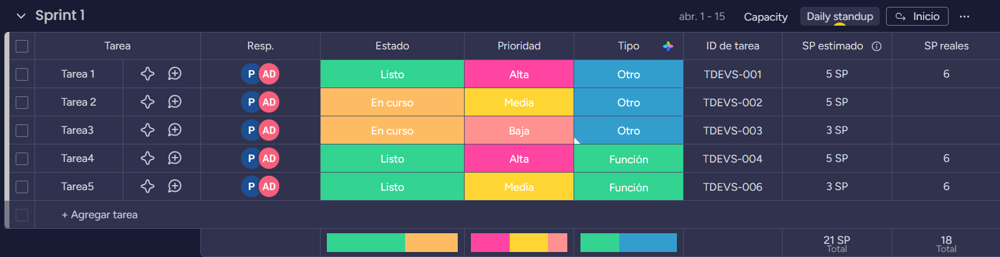 Sprint 1 abr. 1 - 15 Capacity Daily standup Inicio
Tarea Resp. Estado Prioridad Tipo ID de tarea SP estimado SP reales
Tarea 1 P AD Listo Alta Otro TDEVS-001 5 SP 6
Tarea 2 P AD En curso Media Otro TDEVS-002 5 SP
Tarea3 P AD En curso Baja Otro TDEVS-003 3 SP
Tarea4 P AD Listo Alta Función TDEVS-004 5 SP 6
Tarea5 P AD Listo Media Función TDEVS-006 3 SP 6
+ Agregar tarea
21 SP 18
Total Total